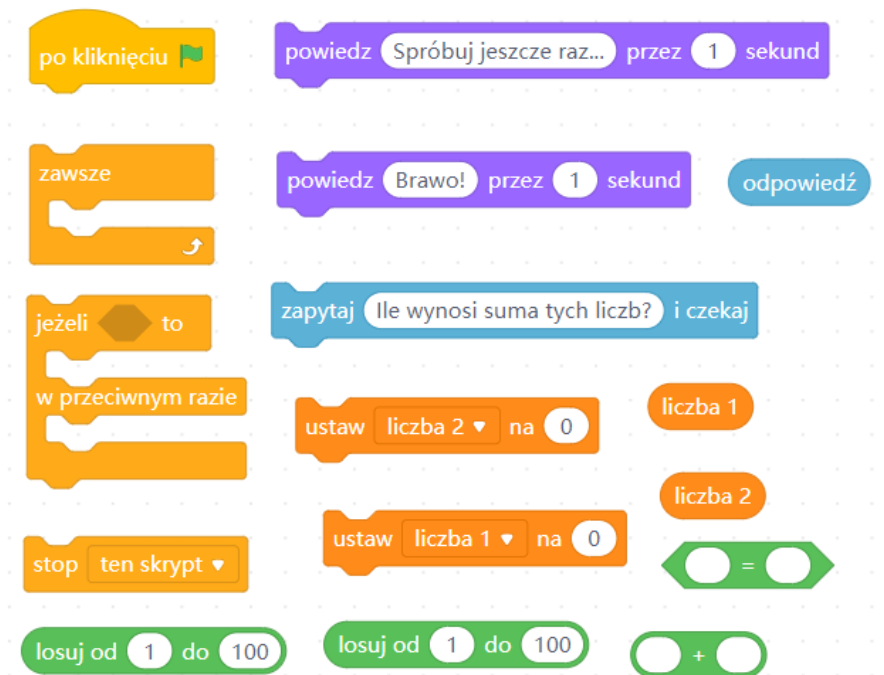 po kliknięciu
powiedz Spróbuj jeszcze raz... przez 1 sekund
zawsze
powiedz Brawo! przez 1 sekund
odpowiedź
zapytaj Ile wynosi suma tych liczb? i czekaj
jeżeli to
w przeciwnym razie
ustaw liczba 2 na 0
liczba 1
liczba 2
ustaw liczba 1 na 0
=
stop ten skrypt
losuj od 1 do 100
losuj od 1 do 100
+